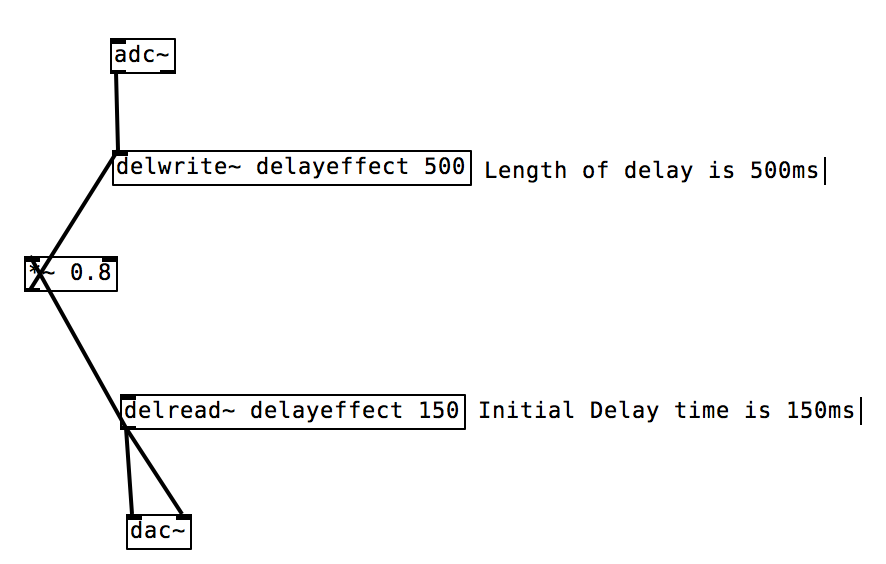 adc~
delwrite~ delayeffect 500 Length of delay is 500ms
*~ 0.8
delread~ delayeffect 150 Initial Delay time is 150ms
dac~